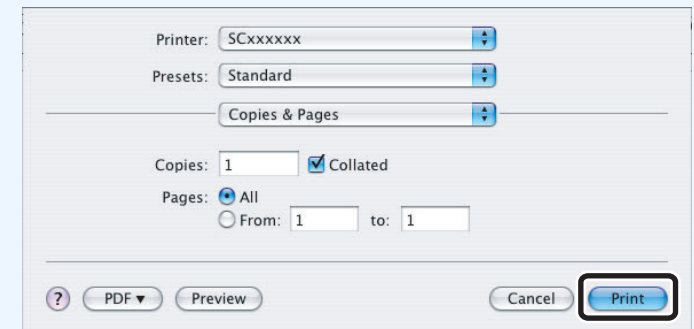 Printer: SCxxxxxx
Presets: Standard
Copies & Pages
Copies: 1 Collated
Pages: All
From: 1 to: 1
? PDF ▼ Preview Cancel Print